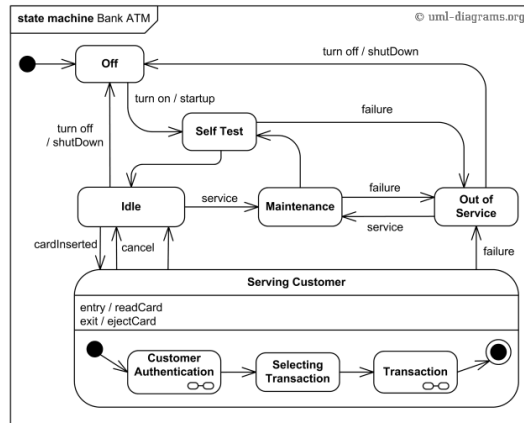 state machine Bank ATM
© uml-diagrams.org
Off
turn off / shutDown
turn on / startup
failure
Self Test
turn off
/ shutDown
Idle
service
Maintenance
failure
service
Out of
Service
cardInserted
cancel
failure
Serving Customer
entry / readCard
exit / ejectCard
Customer
Authentication
Selecting
Transaction
Transaction